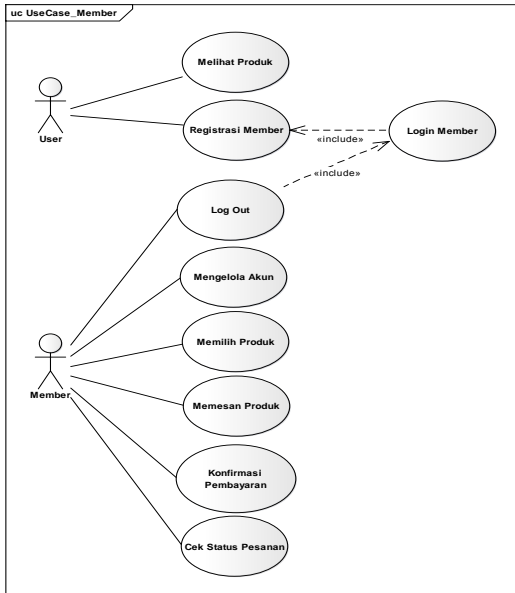 uc UseCase_Member
Melihat Produk
User
Registrasi Member
«include»
Login Member
«include»
Log Out
Mengelola Akun
Member
Memilih Produk
Memesan Produk
Konfirmasi
Pembayaran
Cek Status Pesanan